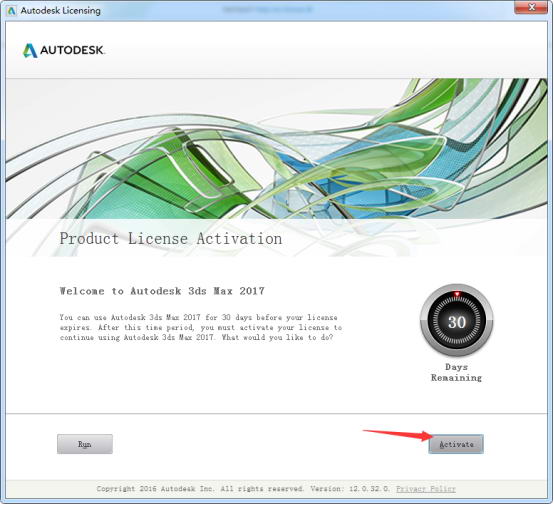 Autodesk Licensing
AUTODESK.
Product License Activation
Welcome to Autodesk 3ds Max 2017
You can use Autodesk 3ds Max 2017 for 30 days before your license
expires. After this time period, you must activate your license to
continue using Autodesk 3ds Max 2017. What would you like to do?
30
Days
Remaining
Run
Activate
Copyright 2016 Autodesk Inc. All rights reserved. Version: 12.0.32.0. Privacy Policy